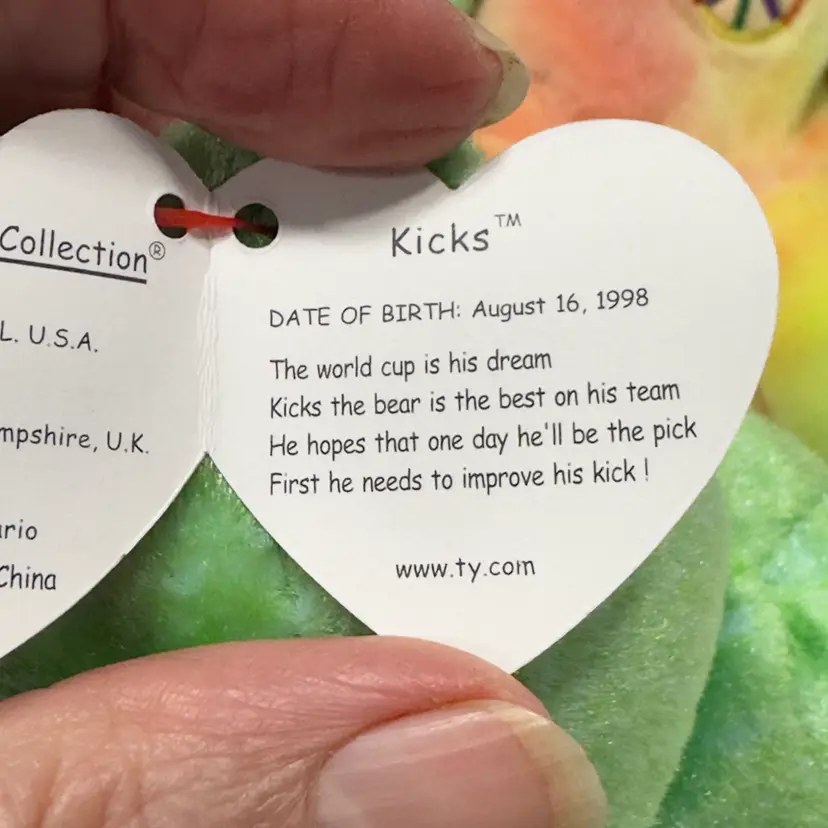 Collection®
L. U.S.A.
mpshire, U.K.
rio
China
Kicks™
DATE OF BIRTH: August 16, 1998
The world cup is his dream
Kicks the bear is the best on his team
He hopes that one day he'll be the pick
First he needs to improve his kick !
www.ty.com